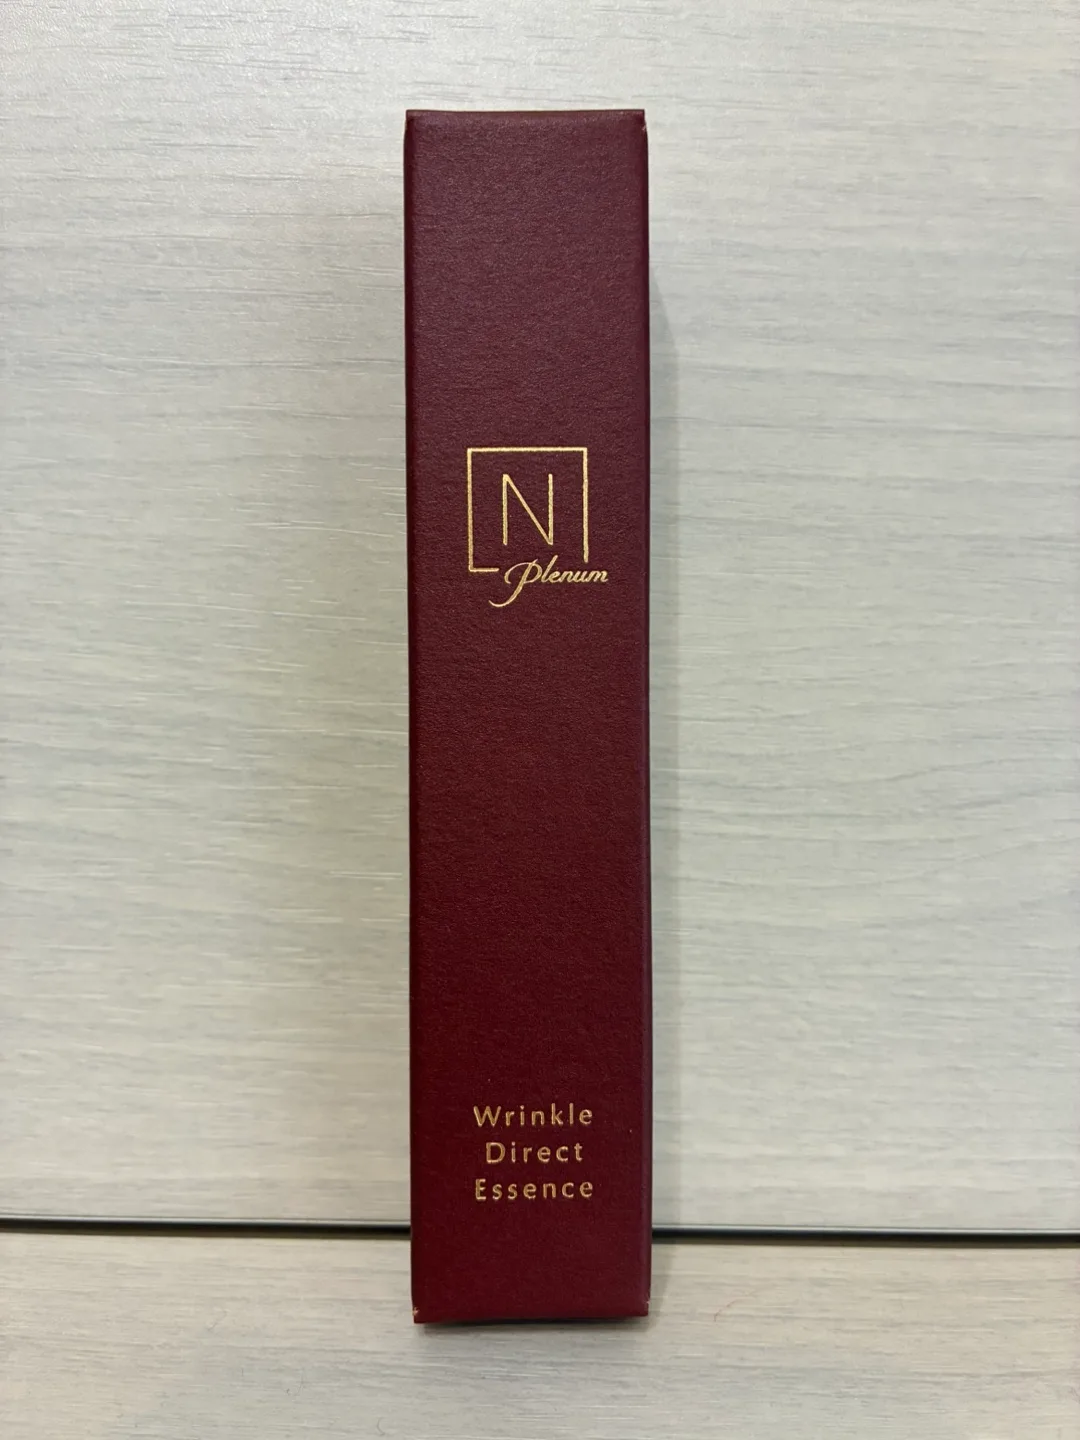 N
Plenum
Wrinkle
Direct
Essence